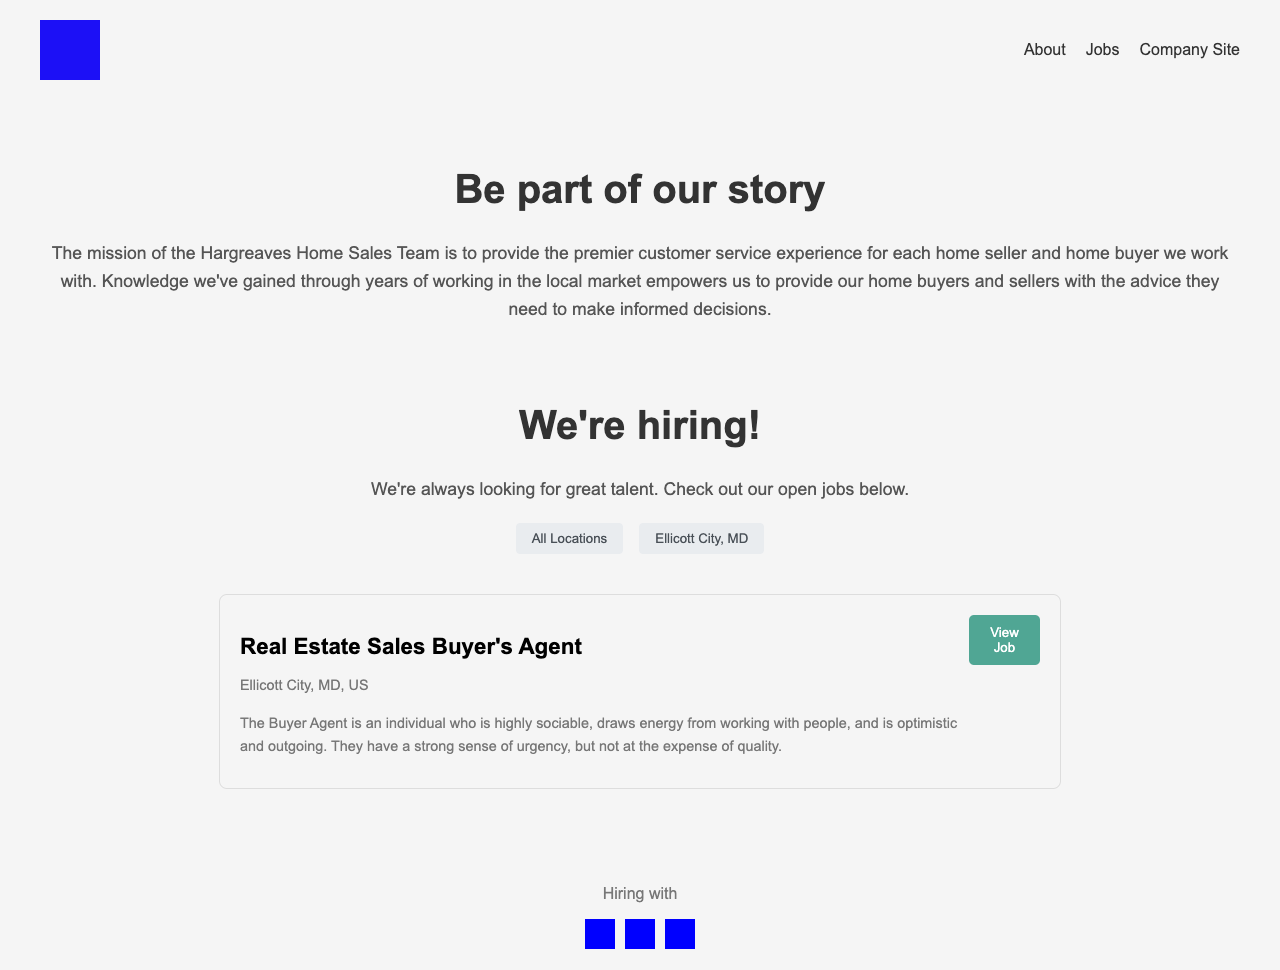 About Jobs Company Site
Be part of our story
The mission of the Hargreaves Home Sales Team is to provide the premier customer service experience for each home seller and home buyer we work
with. Knowledge we've gained through years of working in the local market empowers us to provide our home buyers and sellers with the advice they
need to make informed decisions.
We're hiring!
We're always looking for great talent. Check out our open jobs below.
All Locations Ellicott City, MD
Real Estate Sales Buyer's Agent
View
Job
Ellicott City, MD, US
The Buyer Agent is an individual who is highly sociable, draws energy from working with people, and is optimistic
and outgoing. They have a strong sense of urgency, but not at the expense of quality.
Hiring with